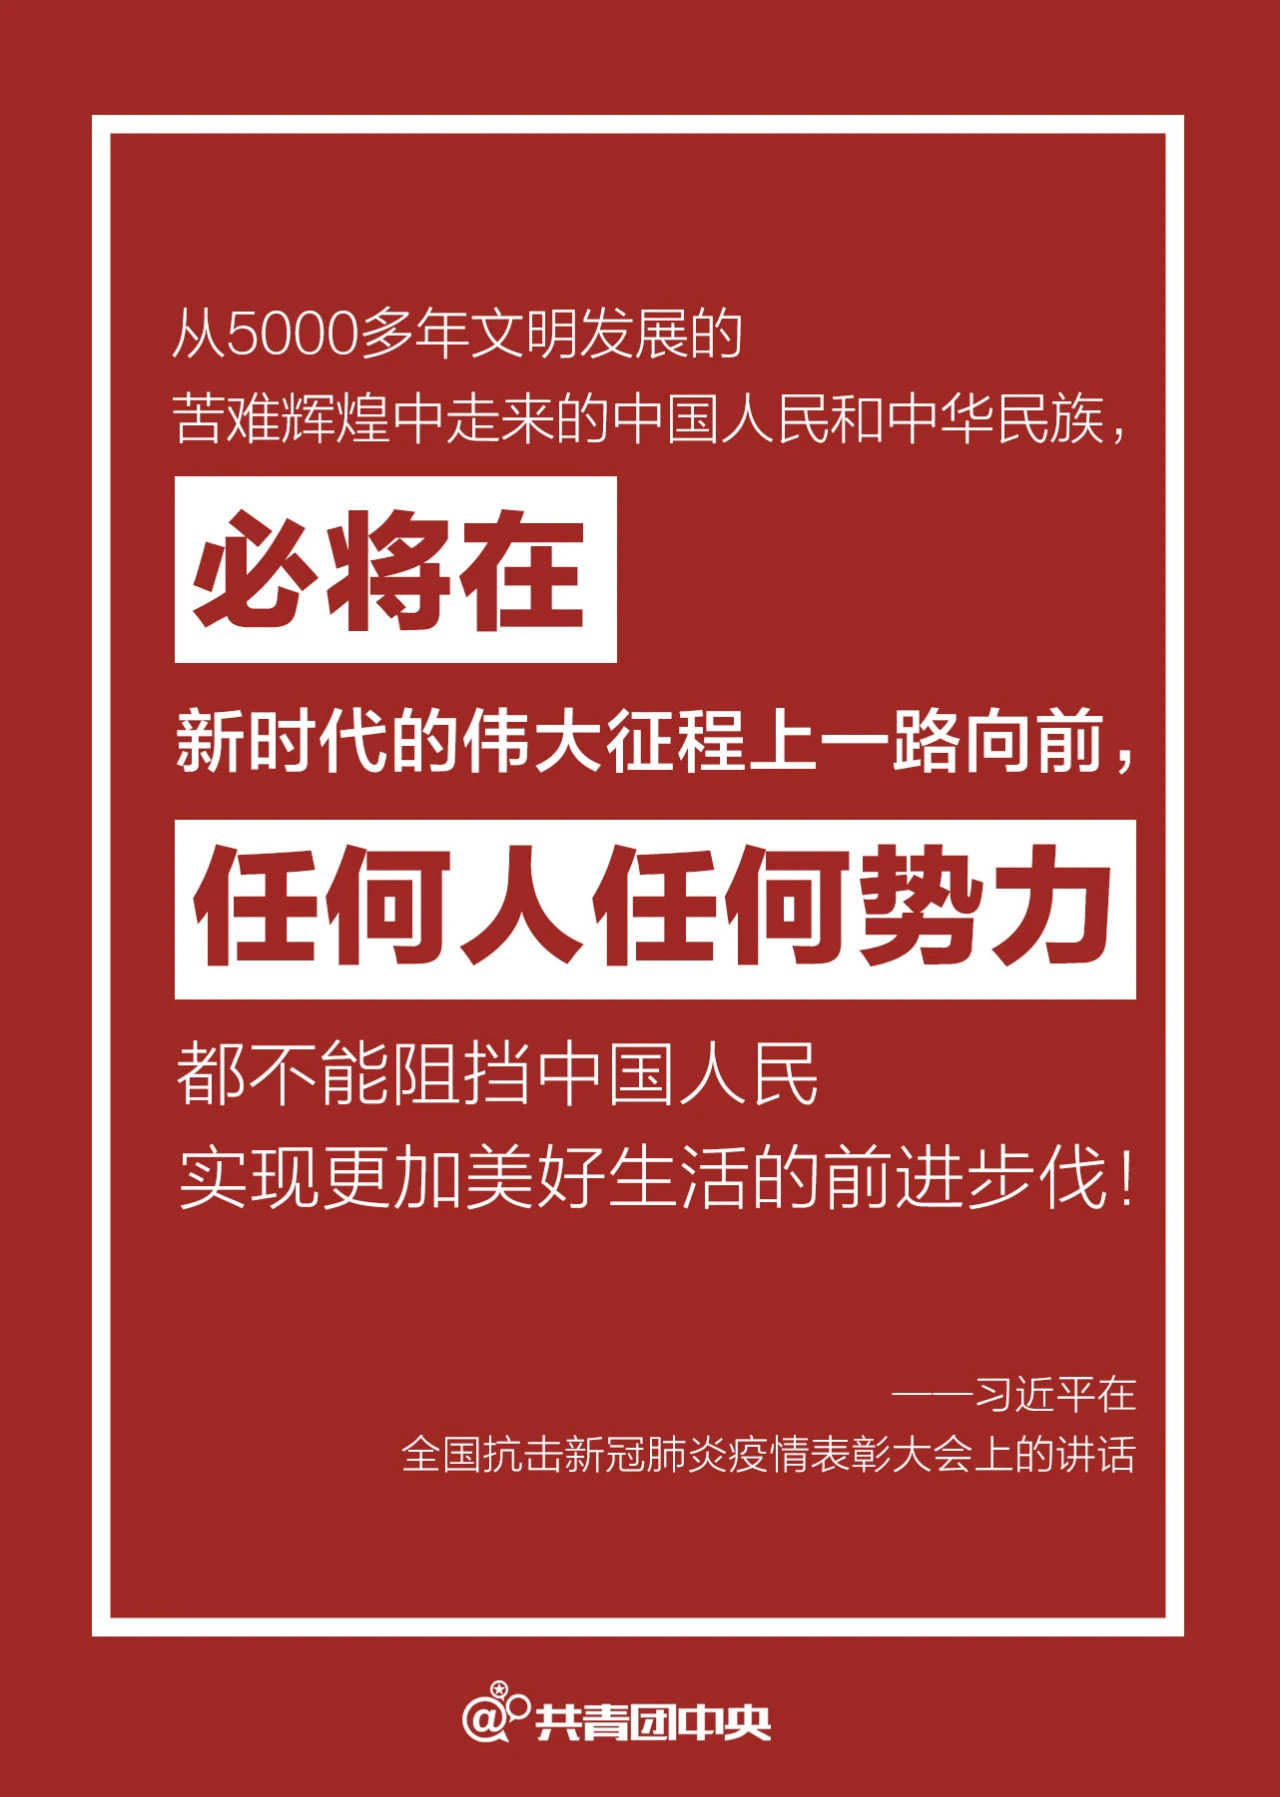 从5000多年文明发展的
苦难辉煌中走来的中国人民和中华民族，
必将在
新时代的伟大征程上一路向前，
任何人任何势力
都不能阻挡中国人民
实现更加美好生活的前进步伐！
——习近平在
全国抗击新冠肺炎疫情表彰大会上的讲话
@共青团中央